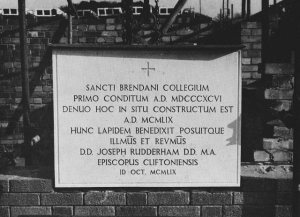 SANCTI BRENDANI COLLEGIUM
PRIMO CONDITUM A.D. MDCCCXCVI
DENUO HOC IN SITU CONSTRUCTUM EST
A.D. MCMLIX
HUNC LAPIDEM BENEDIXIT POSUITQUE
ILLMUS ET REVMUS
D.D. JOSEPH RUDDERHAM D.D. M.A.
EPISCOPUS CLIFTONIENSIS
ID OCT. MCMLIX